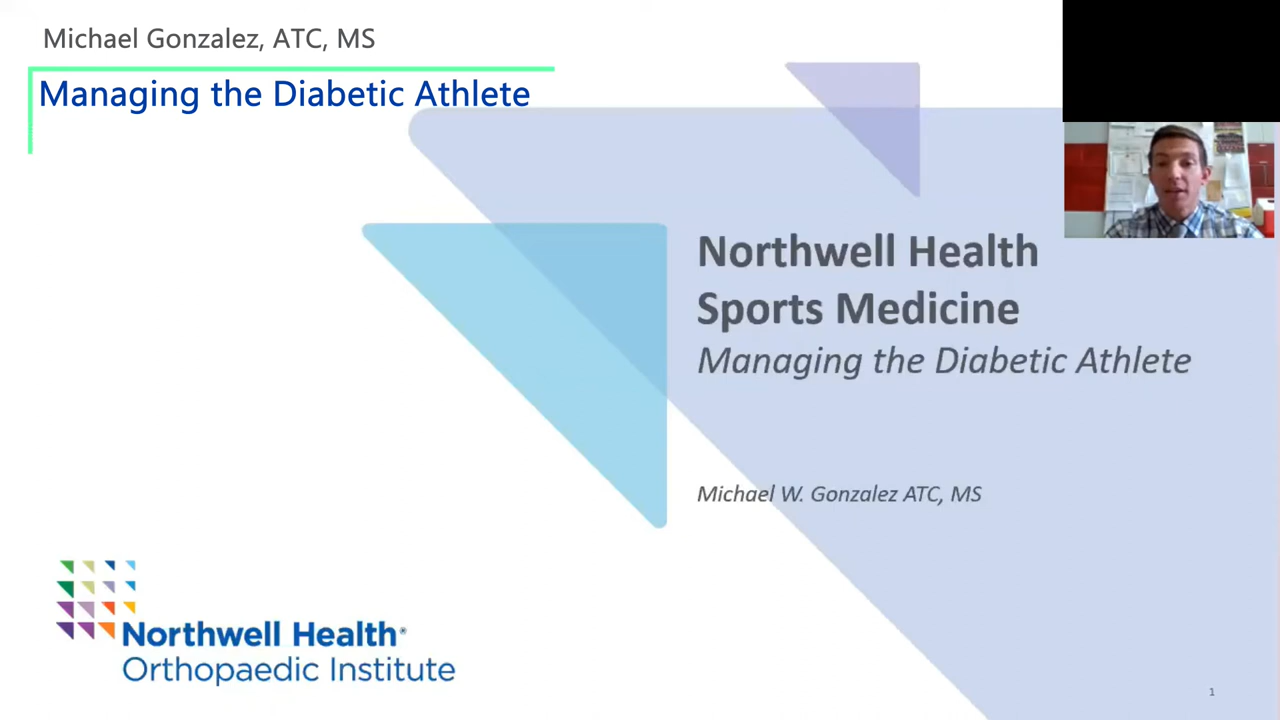 Michael Gonzalez, ATC, MS
Managing the Diabetic Athlete
Northwell Health
Sports Medicine
Managing the Diabetic Athlete
Michael W. Gonzalez ATC, MS
Northwell Health®
Orthopaedic Institute
1